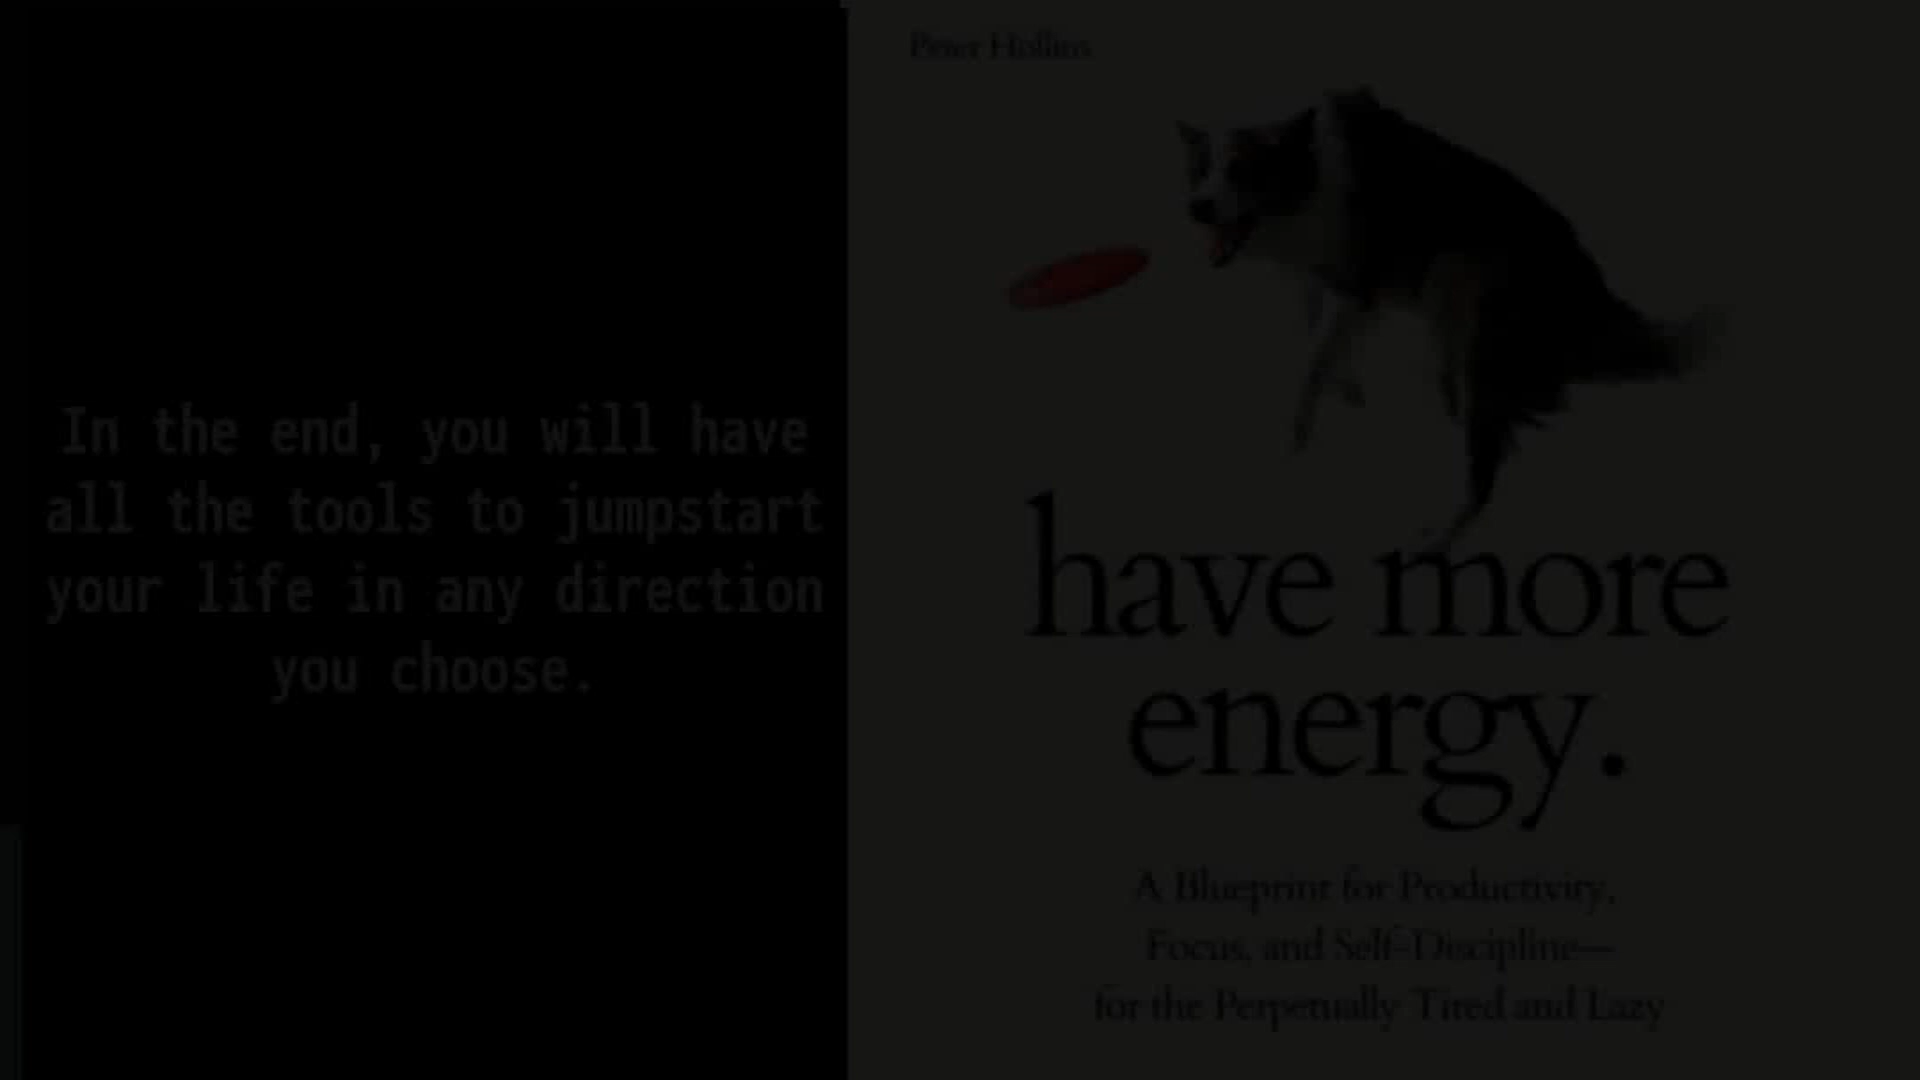 In the end, you will have
all the tools to jumpstart
your life in any direction
you choose.
Peter Hollins
have more
energy.
A Blueprint for Productivity,
Focus, and Self-Discipline—
for the Perpetually Tired and Lazy